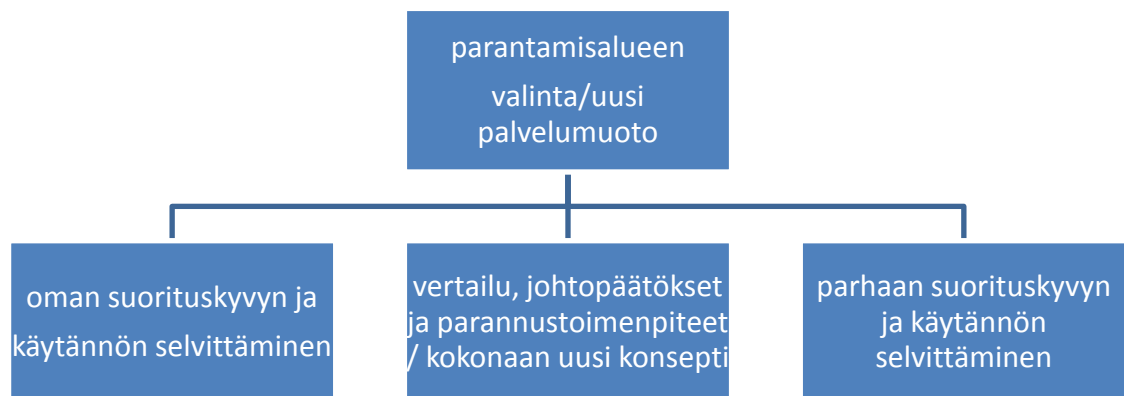 parantamisalueen
valinta/uusi
palvelumuoto
oman suorituskyvyn ja
käytännön selvittäminen
vertailu, johtopäätökset
ja parannustoimenpiteet
/ kokonaan uusi konsepti
parhaan suorituskyvyn
ja käytännön
selvittäminen